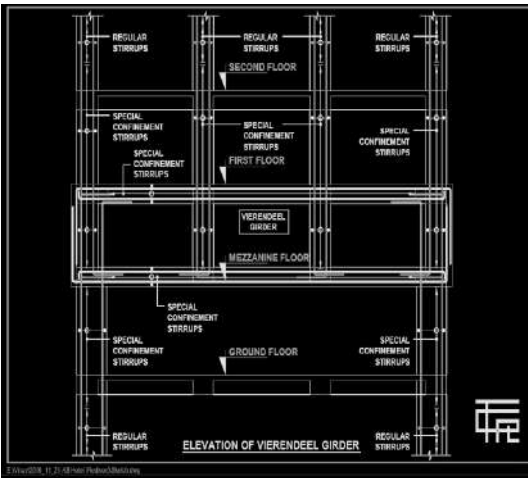 REGULAR
STIRRUPS
REGULAR
STIRRUPS
REGULAR
STIRRUPS
SECOND FLOOR
SPECIAL
CONFINEMENT
STIRRUPS
SPECIAL
CONFINEMENT
STIRRUPS
SPECIAL
CONFINEMENT
STIRRUPS
SPECIAL
CONFINEMENT
STIRRUPS
FIRST FLOOR
VIERENDEEL
GIRDER
MEZZANINE FLOOR
SPECIAL
CONFINEMENT
STIRRUPS
SPECIAL
CONFINEMENT
STIRRUPS
GROUND FLOOR
SPECIAL
CONFINEMENT
STIRRUPS
REGULAR
STIRRUPS
ELEVATION OF VIERENDEEL GIRDER
REGULAR
STIRRUPS